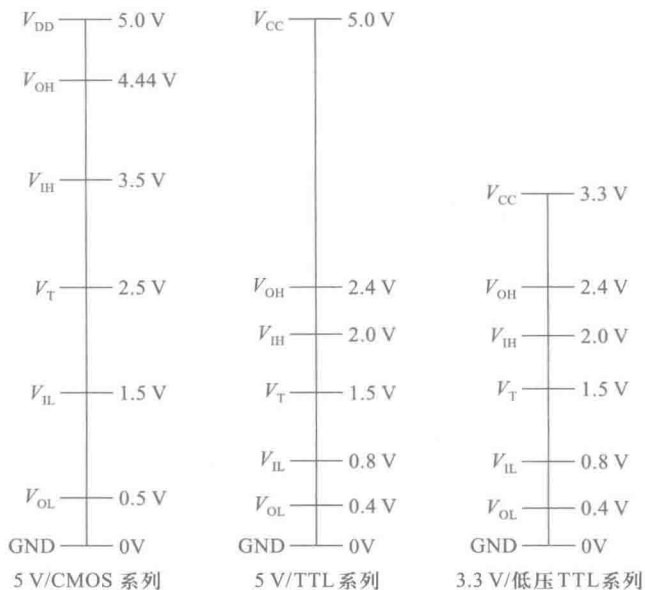 V_DD 5.0 V
V_OH 4.44 V
V_IH 3.5 V
V_T 2.5 V
V_IL 1.5 V
V_OL 0.5 V
GND 0V
5 V/CMOS 系列
V_CC 5.0 V
V_OH 2.4 V
V_IH 2.0 V
V_T 1.5 V
V_IL 0.8 V
V_OL 0.4 V
GND 0V
5 V/TTL系列
V_CC 3.3 V
V_OH 2.4 V
V_IH 2.0 V
V_T 1.5 V
V_IL 0.8 V
V_OL 0.4 V
GND 0V
3.3 V/低压TTL系列